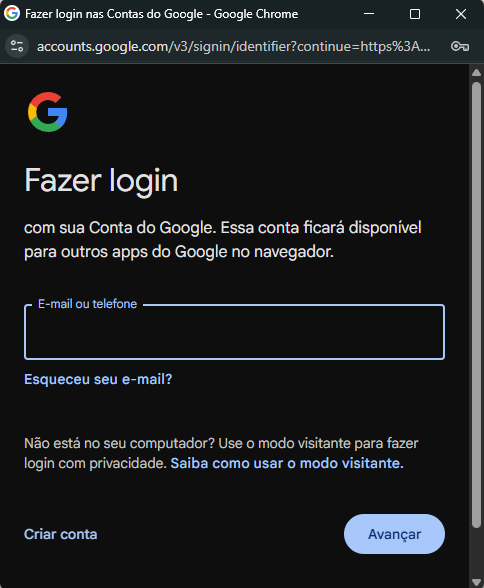 Fazer login nas Contas do Google - Google Chrome
accounts.google.com/v3/signin/identifier?continue=https%3A...
Fazer login
com sua Conta do Google. Essa conta ficará disponível
para outros apps do Google no navegador.
E-mail ou telefone
Esqueceu seu e-mail?
Não está no seu computador? Use o modo visitante para fazer
login com privacidade. Saiba como usar o modo visitante.
Criar conta
Avançar